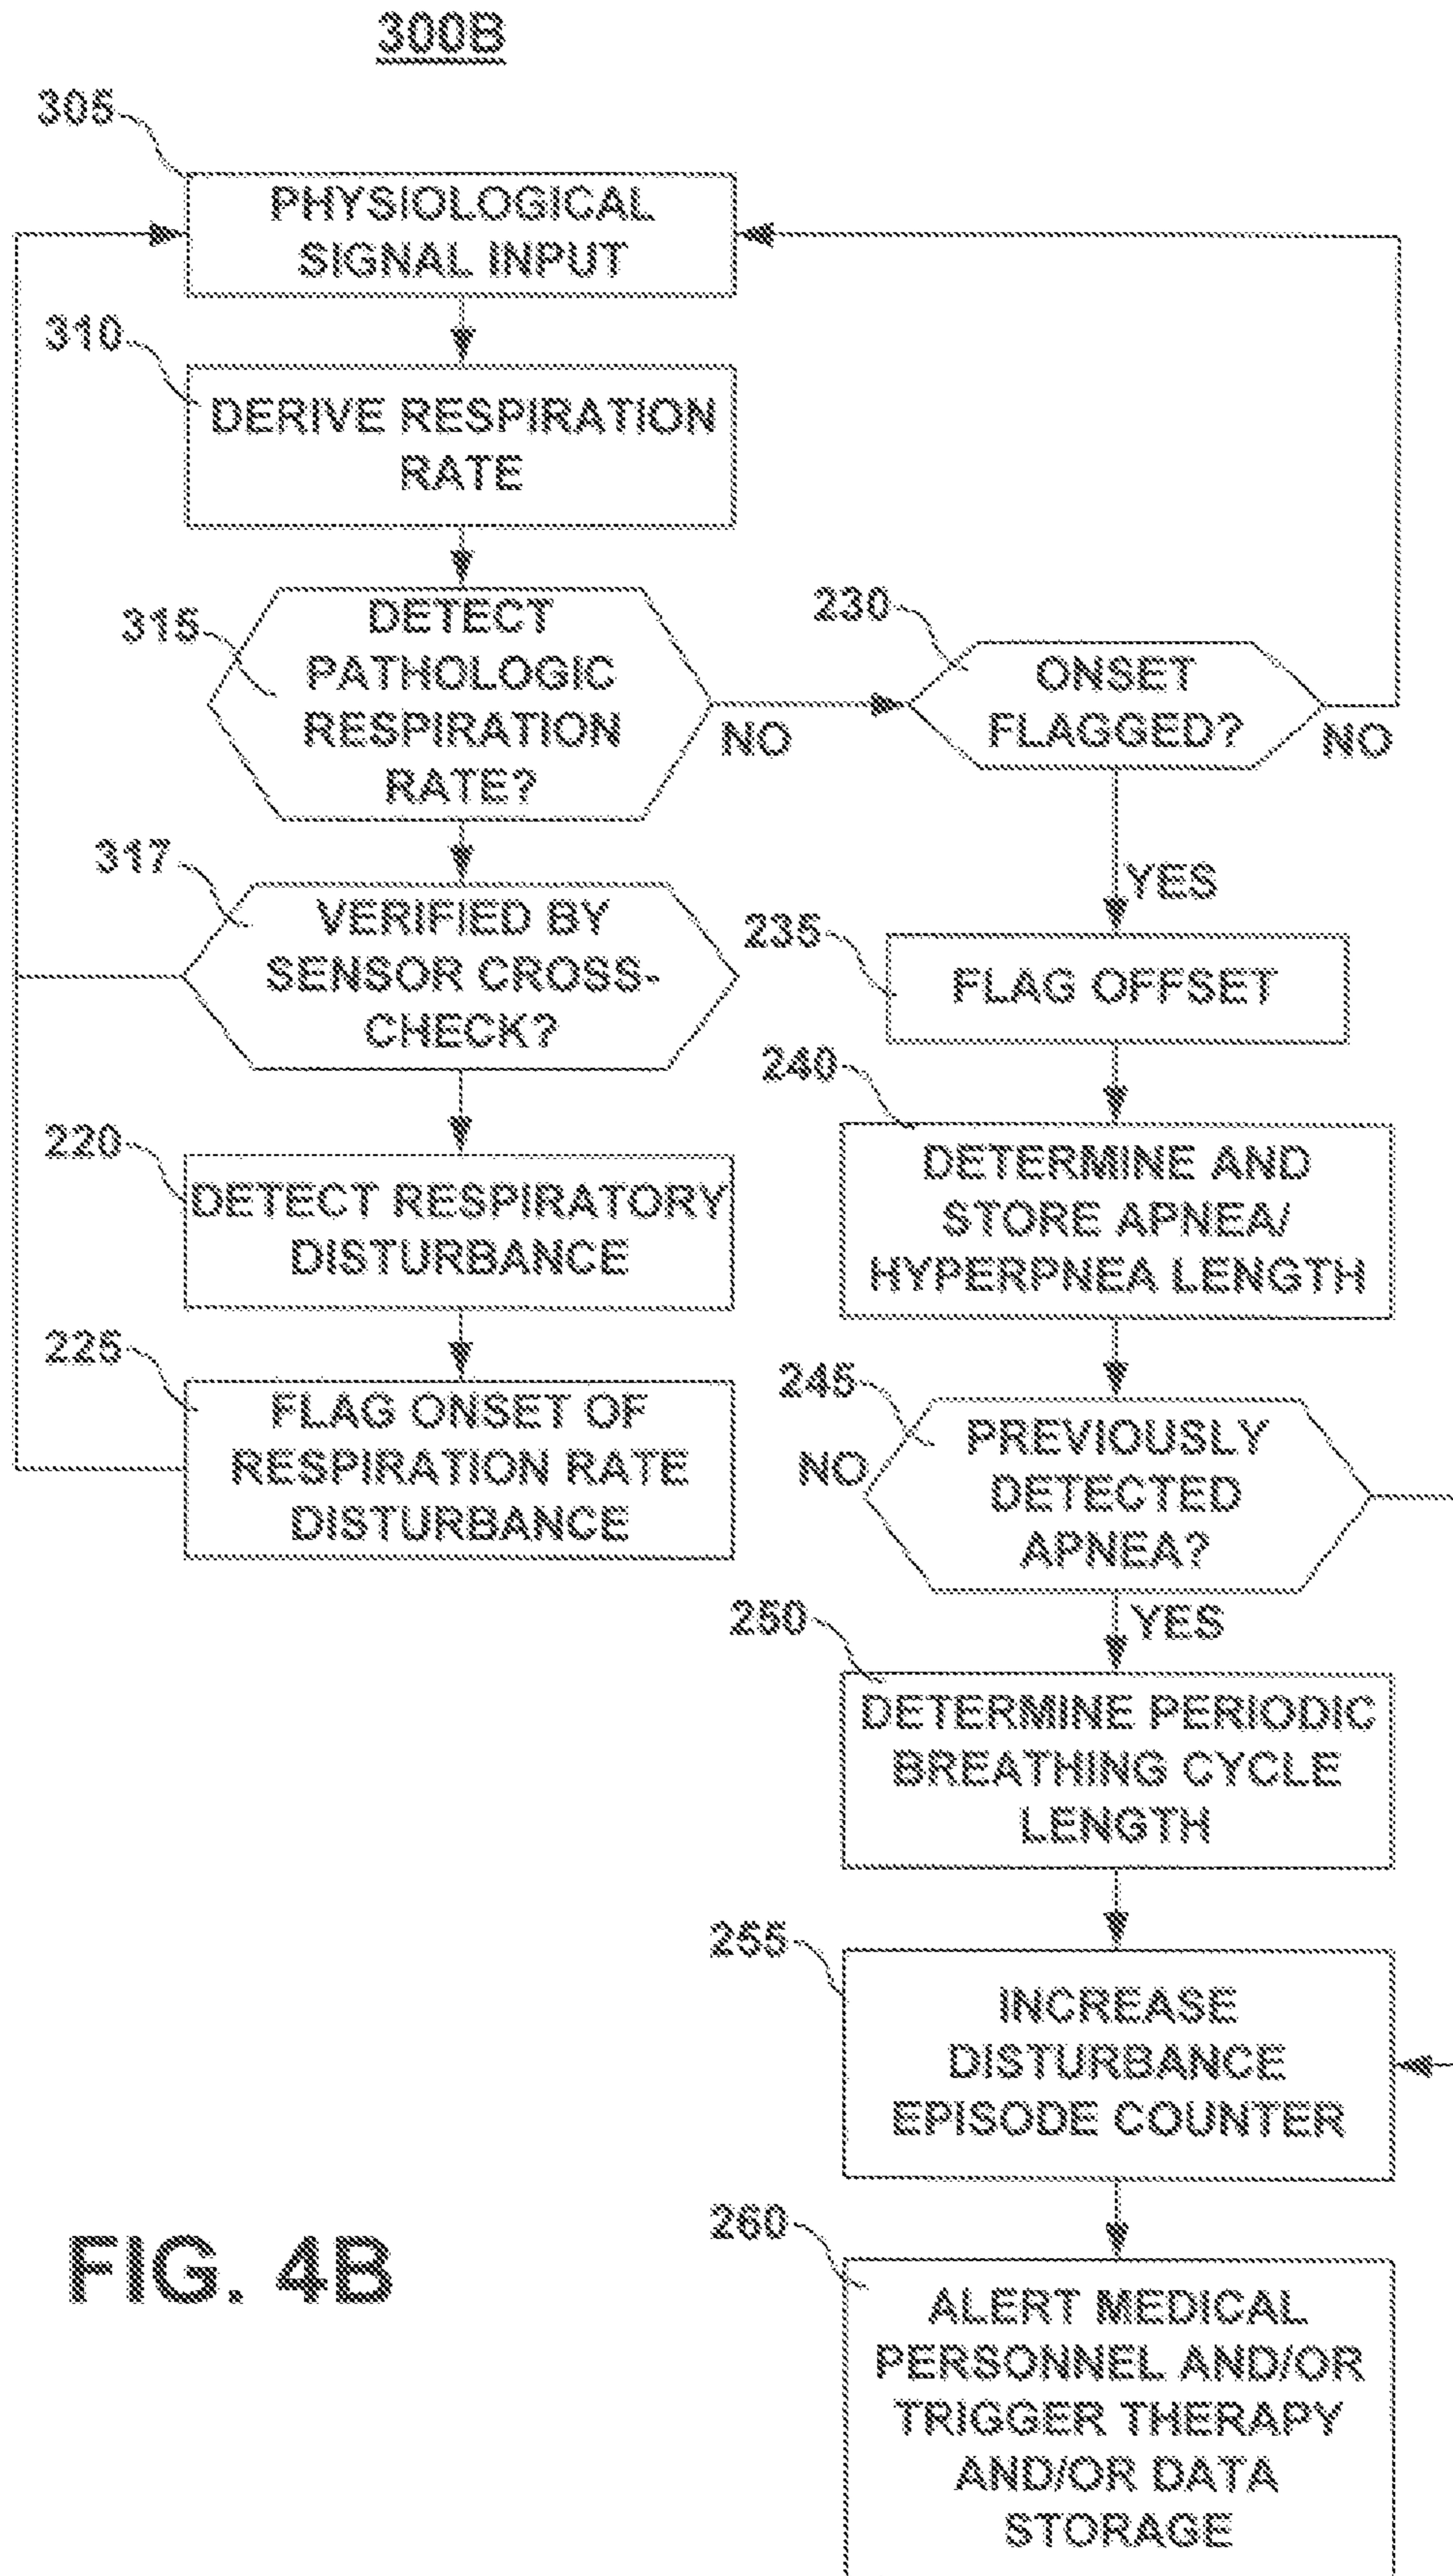 300B
305
PHYSIOLOGICAL
SIGNAL INPUT
310
DERIVE RESPIRATION
RATE
315
DETECT
PATHOLOGIC
RESPIRATION
RATE?
NO
230
ONSET
FLAGGED?
NO
YES
317
VERIFIED BY
SENSOR CROSS-
CHECK?
235
FLAG OFFSET
220
DETECT RESPIRATORY
DISTURBANCE
240
DETERMINE AND
STORE APNEA/
HYPERPNEA LENGTH
225
FLAG ONSET OF
RESPIRATION RATE
DISTURBANCE
245
NO
PREVIOUSLY
DETECTED
APNEA?
YES
250
DETERMINE PERIODIC
BREATHING CYCLE
LENGTH
255
INCREASE
DISTURBANCE
EPISODE COUNTER
260
ALERT MEDICAL
PERSONNEL AND/OR
TRIGGER THERAPY
AND/OR DATA
STORAGE
FIG. 4B